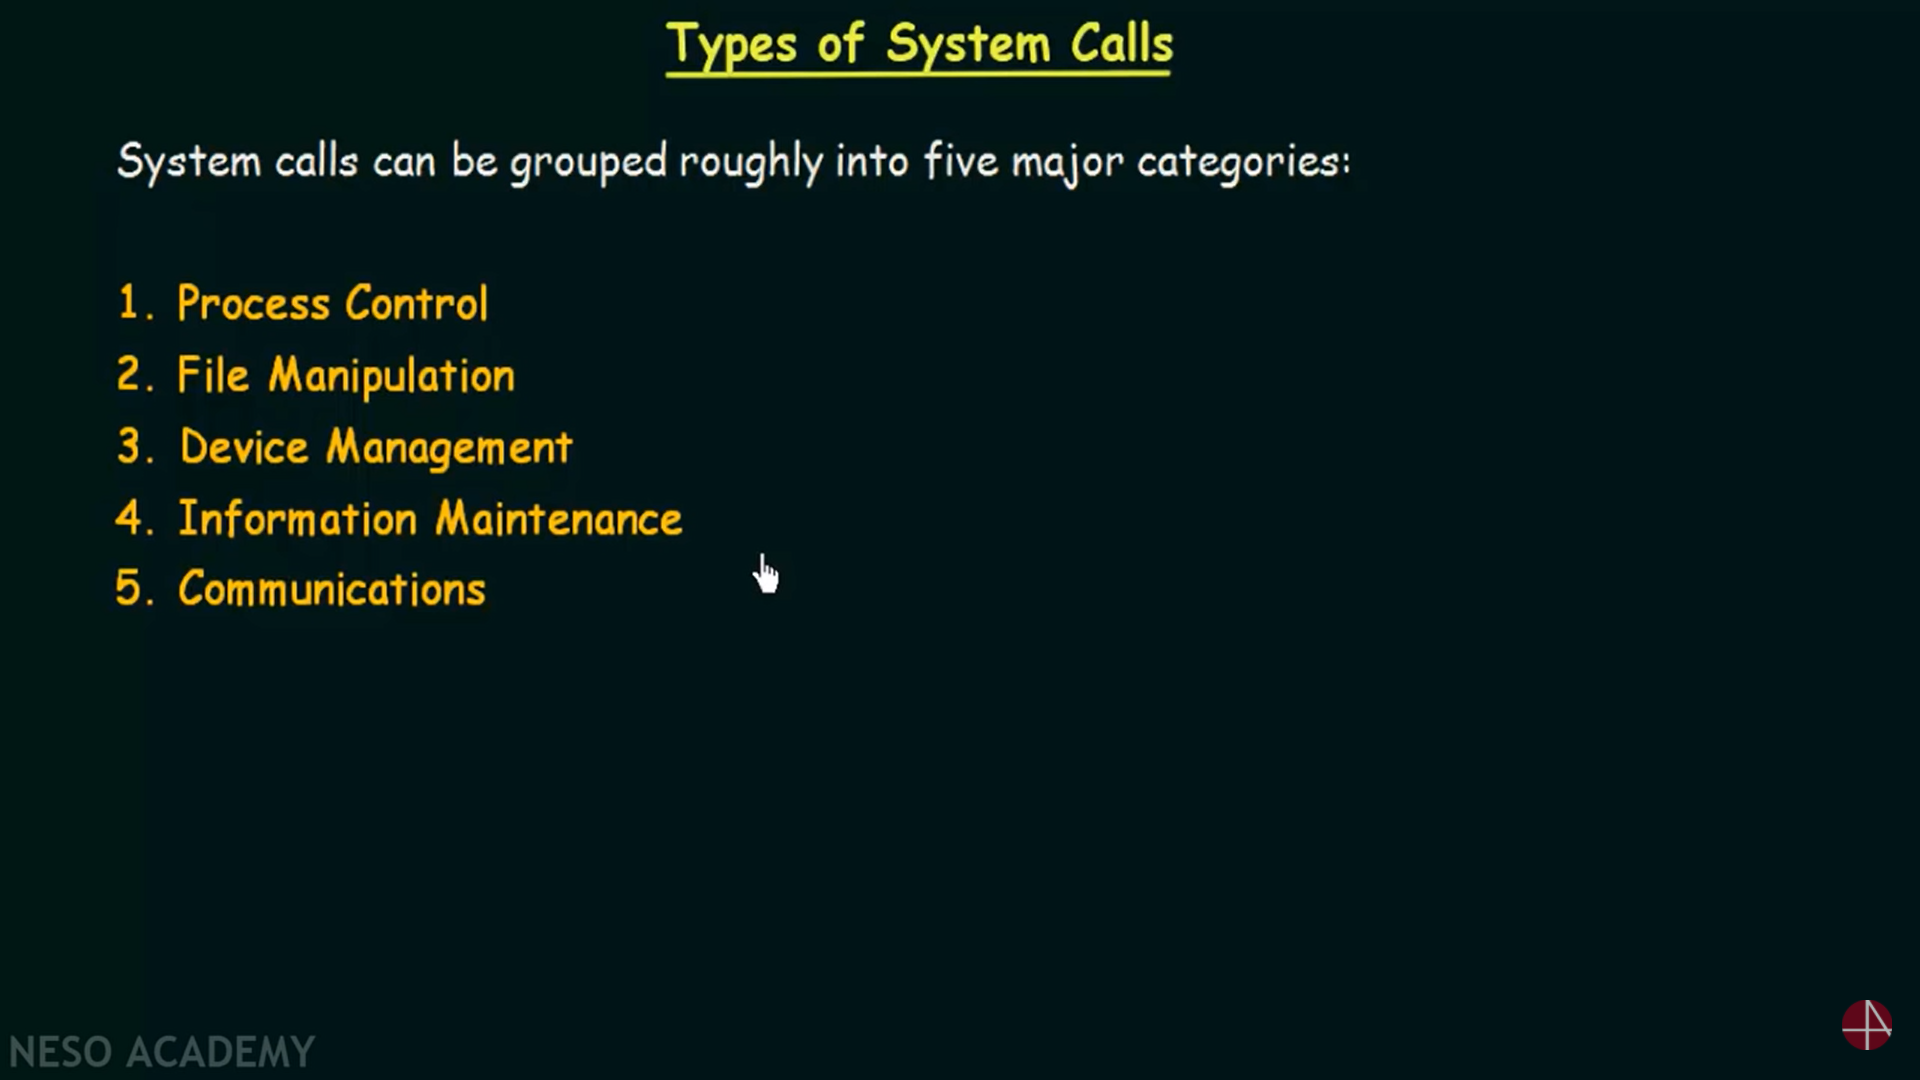 Types of System Calls
System calls can be grouped roughly into five major categories:
1. Process Control
2. File Manipulation
3. Device Management
4. Information Maintenance
5. Communications
NESO ACADEMY